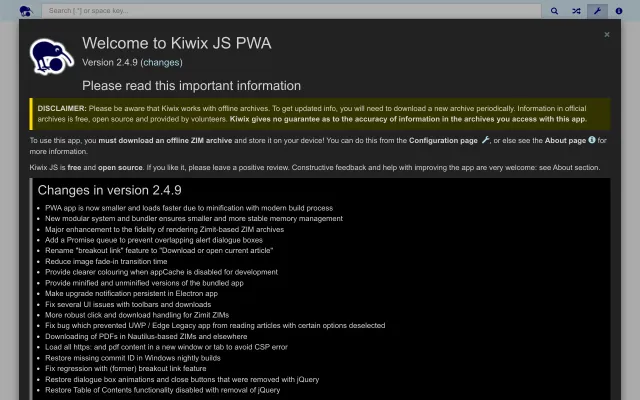 Search [.*] or space key...
×
Welcome to Kiwix JS PWA
Version 2.4.9 (changes)
Please read this important information
DISCLAIMER: Please be aware that Kiwix works with offline archives. To get updated info, you will need to download a new archive periodically. Information in official
archives is free, open source and provided by volunteers. Kiwix gives no guarantee as to the accuracy of information in the archives you access with this app.
To use this app, you must download an offline ZIM archive and store it on your device! You can do this from the Configuration page , or else see the About page for
more information.
Kiwix JS is free and open source. If you like it, please leave a positive review. Constructive feedback and help with improving the app are very welcome: see About section.
Changes in version 2.4.9
• PWA app is now smaller and loads faster due to minification with modern build process
• New modular system and bundler ensures smaller and more stable memory management
• Major enhancement to the fidelity of rendering Zimit-based ZIM archives
• Add a Promise queue to prevent overlapping alert dialogue boxes
• Rename "breakout link" feature to "Download or open current article"
• Reduce image fade-in transition time
• Provide clearer colouring when appCache is disabled for development
• Provide minified and unminified versions of the bundled app
• Make upgrade notification persistent in Electron app
• Fix several UI issues with toolbars and downloads
• More robust click and download handling for Zimit ZIMs
• Fix bug which prevented UWP / Edge Legacy app from reading articles with certain options deselected
• Downloading of PDFs in Nautilus-based ZIMs and elsewhere
• Load all https: and pdf content in a new window or tab to avoid CSP error
• Restore missing commit ID in Windows nightly builds
• Fix regression with (former) breakout link feature
• Restore dialogue box animations and close buttons that were removed with jQuery
• Restore Table of Contents functionality disabled with removal of jQuery